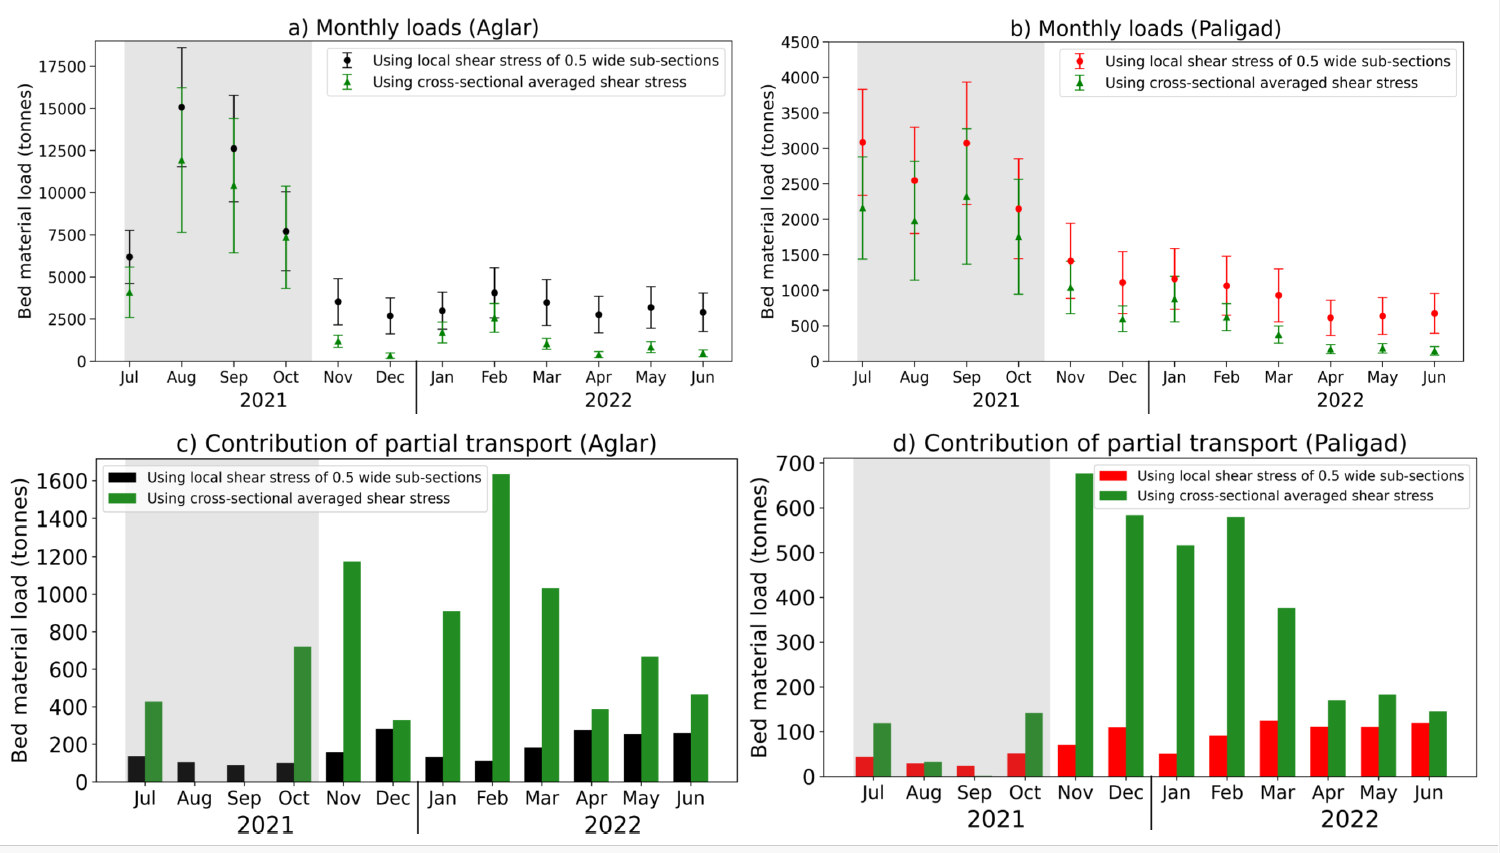 a) Monthly loads (Aglar)
Bed material load (tonnes)
17500
15000
12500
10000
7500
5000
2500
0
Using local shear stress of 0.5 wide sub-sections
Using cross-sectional averaged shear stress
Jul Aug Sep Oct Nov Dec Jan Feb Mar Apr May Jun
2021 2022
b) Monthly loads (Paligad)
Bed material load (tonnes)
4500
4000
3500
3000
2500
2000
1500
1000
500
0
Using local shear stress of 0.5 wide sub-sections
Using cross-sectional averaged shear stress
Jul Aug Sep Oct Nov Dec Jan Feb Mar Apr May Jun
2021 2022
c) Contribution of partial transport (Aglar)
Bed material load (tonnes)
1600
1400
1200
1000
800
600
400
200
0
Using local shear stress of 0.5 wide sub-sections
Using cross-sectional averaged shear stress
Jul Aug Sep Oct Nov Dec Jan Feb Mar Apr May Jun
2021 2022
d) Contribution of partial transport (Paligad)
Bed material load (tonnes)
700
600
500
400
300
200
100
0
Using local shear stress of 0.5 wide sub-sections
Using cross-sectional averaged shear stress
Jul Aug Sep Oct Nov Dec Jan Feb Mar Apr May Jun
2021 2022